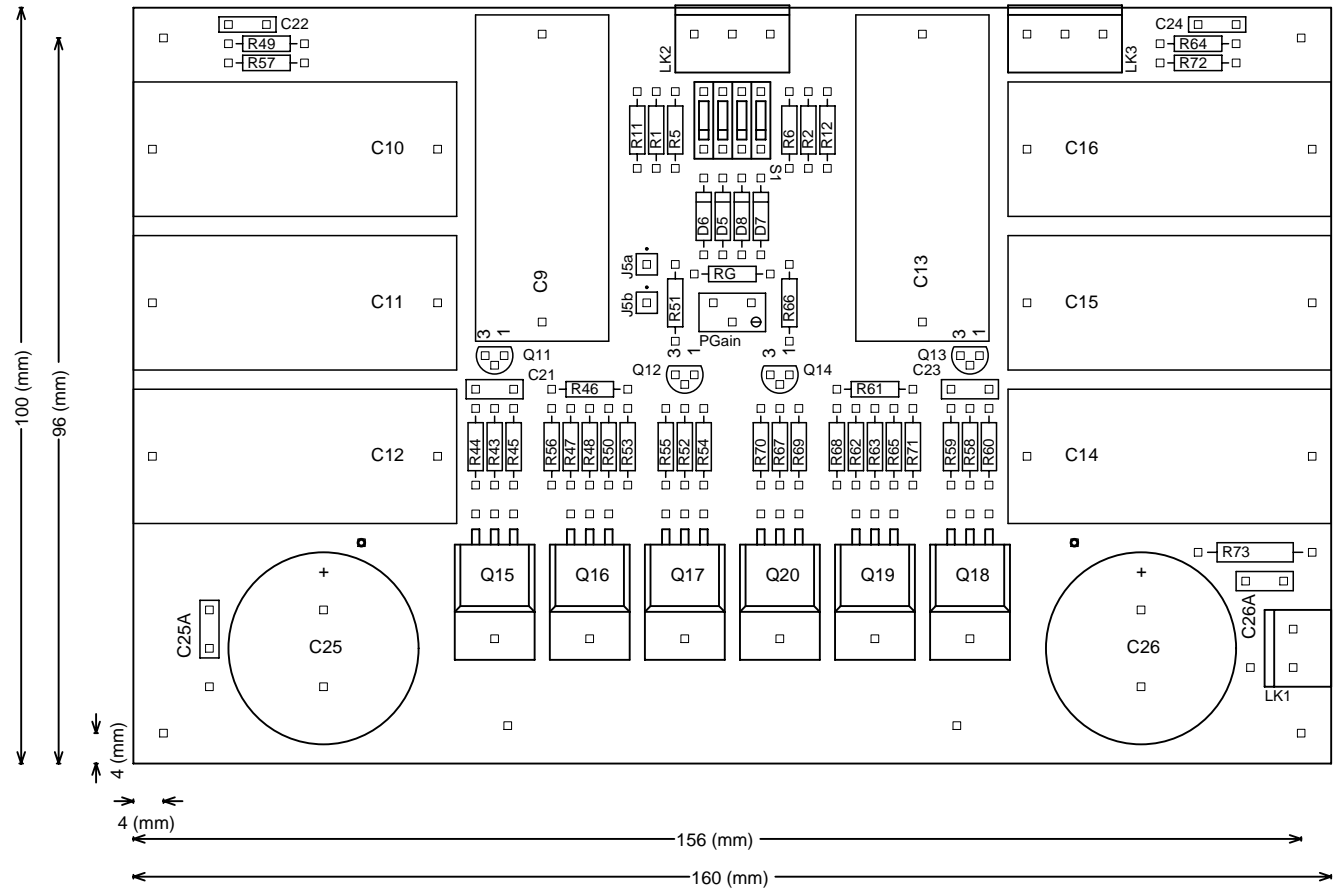 C22
C24
R49
R64
R57
R72
LK2
LK3
R11
R1
R5
R6
R2
R12
S1
C10
C16
D6
D5
D8
D7
J5a
RG
J5b
R51
R66
PGain
C9
C13
C11
C15
3 1
Q11
3 1
Q12
3 1
Q14
3 1
Q13
C21
R46
R61
C23
C12
R44
R43
R45
R56
R47
R48
R50
R53
R55
R52
R54
R70
R67
R69
R68
R62
R63
R65
R71
R59
R58
R60
C14
R73
Q15
Q16
Q17
Q20
Q19
Q18
+
+
C25A
C25
C26
C26A
LK1
100 (mm)
96 (mm)
4 (mm)
4 (mm)
156 (mm)
160 (mm)